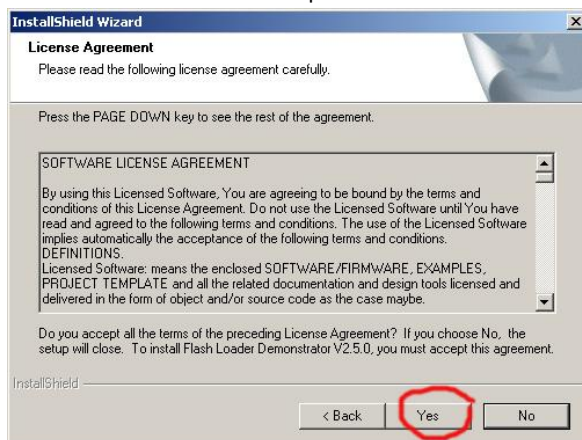 InstallShield Wizard
License Agreement
Please read the following license agreement carefully.
Press the PAGE DOWN key to see the rest of the agreement.
SOFTWARE LICENSE AGREEMENT
By using this Licensed Software, You are agreeing to be bound by the terms and
conditions of this License Agreement. Do not use the Licensed Software until You have
read and agreed to the following terms and conditions. The use of the Licensed Software
implies automatically the acceptance of the following terms and conditions.
DEFINITIONS.
Licensed Software: means the enclosed SOFTWARE/FIRMWARE, EXAMPLES,
PROJECT TEMPLATE and all the related documentation and design tools licensed and
delivered in the form of object and/or source code as the case maybe.
Do you accept all the terms of the preceding License Agreement? If you choose No, the
setup will close. To install Flash Loader Demonstrator V2.5.0, you must accept this agreement.
InstallShield
< Back Yes No